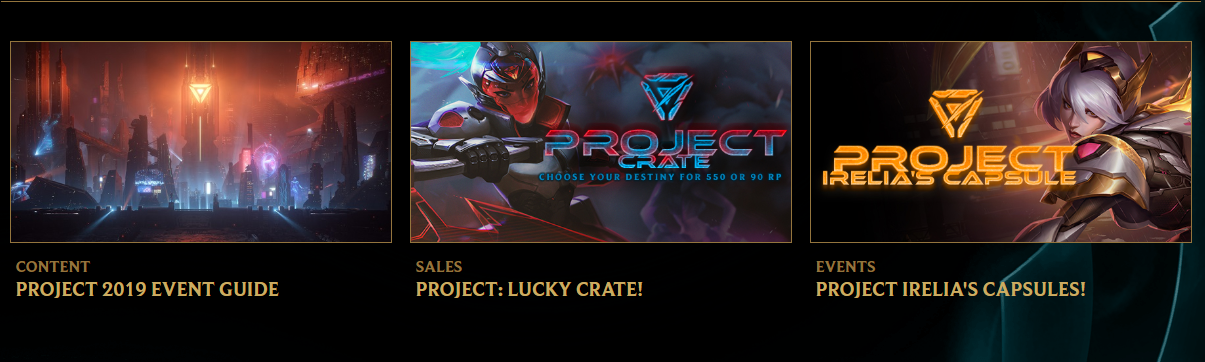 PROJECT
CRATE
CHOOSE YOUR DESTINY FOR 550 OR 90 RP
PROJECT
IRELIA'S CAPSULE
CONTENT
PROJECT 2019 EVENT GUIDE
SALES
PROJECT: LUCKY CRATE!
EVENTS
PROJECT IRELIA'S CAPSULES!